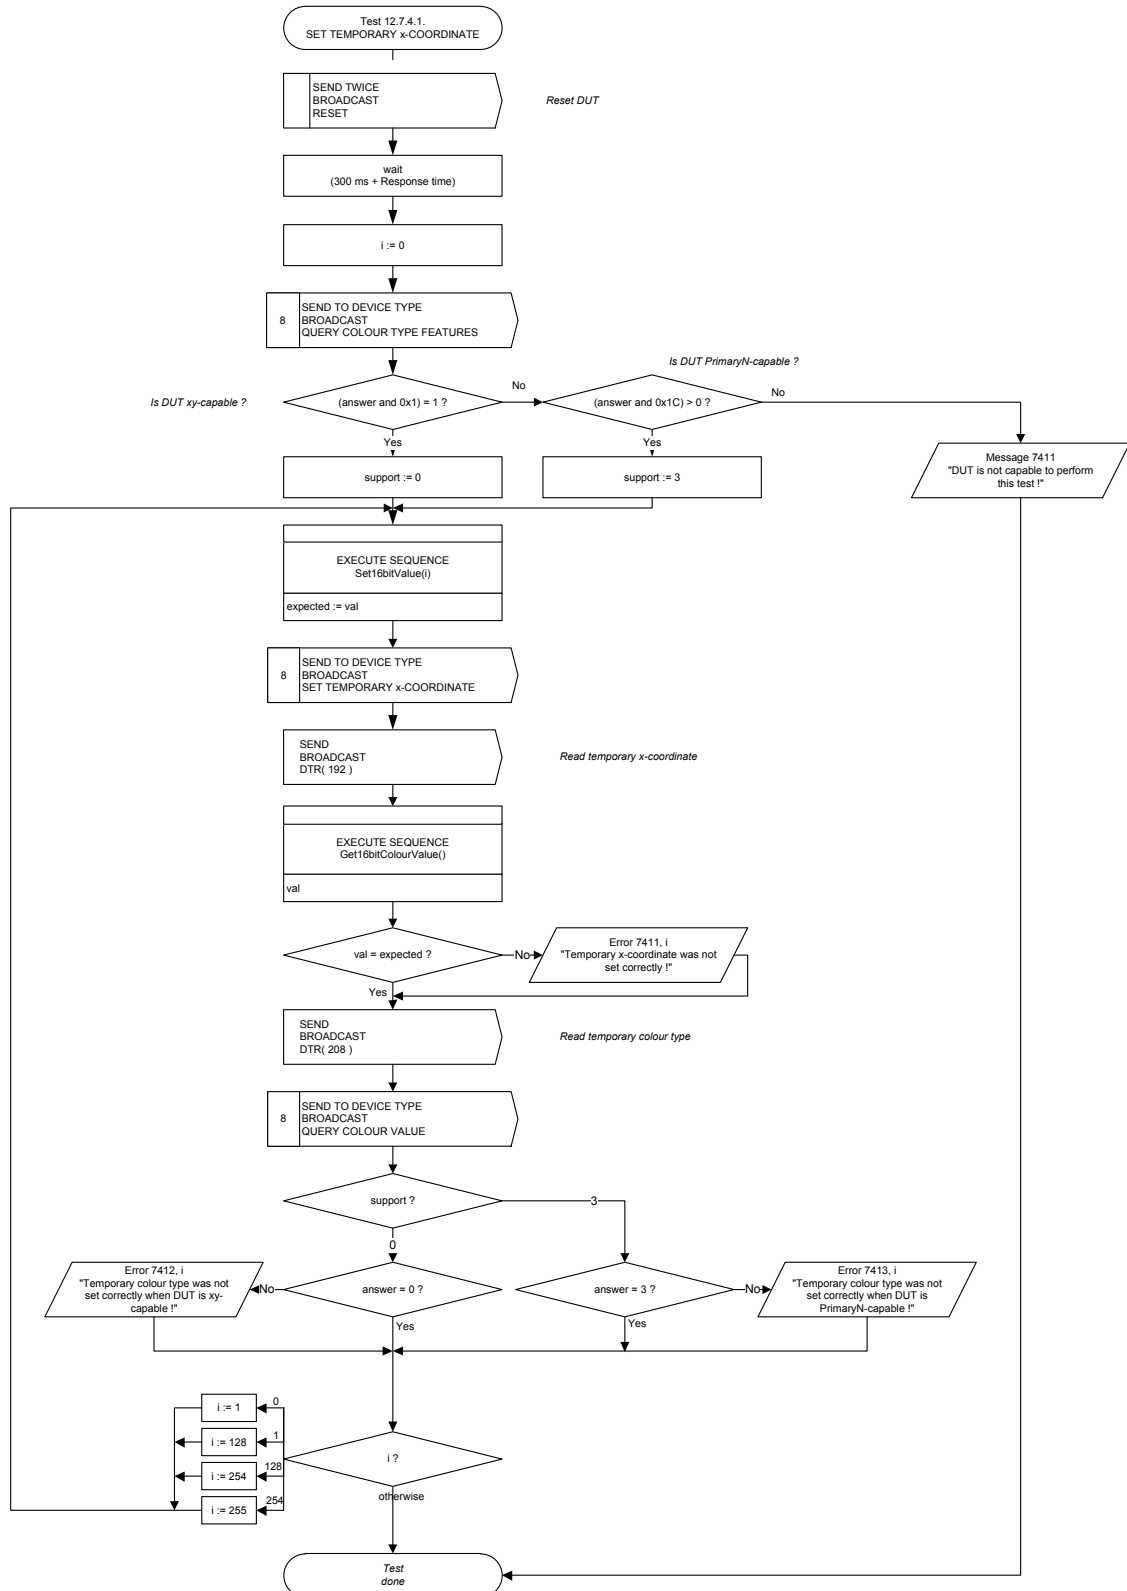 Test 12.7.4.1.
SET TEMPORARY x-COORDINATE
SEND TWICE
BROADCAST
RESET
Reset DUT
wait
(300 ms + Response time)
i := 0
8
SEND TO DEVICE TYPE
BROADCAST
QUERY COLOUR TYPE FEATURES
Is DUT PrimaryN-capable ?
Is DUT xy-capable ?
(answer and 0x1) = 1 ?
No
(answer and 0x1C) > 0 ?
No
Yes
Yes
support := 0
support := 3
Message 7411
"DUT is not capable to perform
this test !"
EXECUTE SEQUENCE
Set16bitValue(i)
expected := val
8
SEND TO DEVICE TYPE
BROADCAST
SET TEMPORARY x-COORDINATE
SEND
BROADCAST
DTR( 192 )
Read temporary x-coordinate
EXECUTE SEQUENCE
Get16bitColourValue()
val
val = expected ?
No
Error 7411, i
"Temporary x-coordinate was not
set correctly !"
Yes
SEND
BROADCAST
DTR( 208 )
Read temporary colour type
8
SEND TO DEVICE TYPE
BROADCAST
QUERY COLOUR VALUE
support ?
3
0
Error 7412, i
"Temporary colour type was not
set correctly when DUT is xy-
capable !"
No
answer = 0 ?
answer = 3 ?
No
Error 7413, i
"Temporary colour type was not
set correctly when DUT is
PrimaryN-capable !"
Yes
Yes
i := 1
0
i := 128
1
i := 254
128
i := 255
254
i ?
otherwise
Test
done